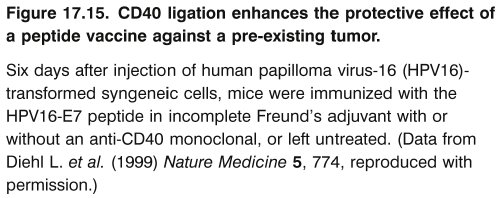 Figure 17.15. CD40 ligation enhances the protective effect of
a peptide vaccine against a pre-existing tumor.
Six days after injection of human papilloma virus-16 (HPV16)-
transformed syngeneic cells, mice were immunized with the
HPV16-E7 peptide in incomplete Freund's adjuvant with or
without an anti-CD40 monoclonal, or left untreated. (Data from
Diehl L. et al. (1999) Nature Medicine 5, 774, reproduced with
permission.)